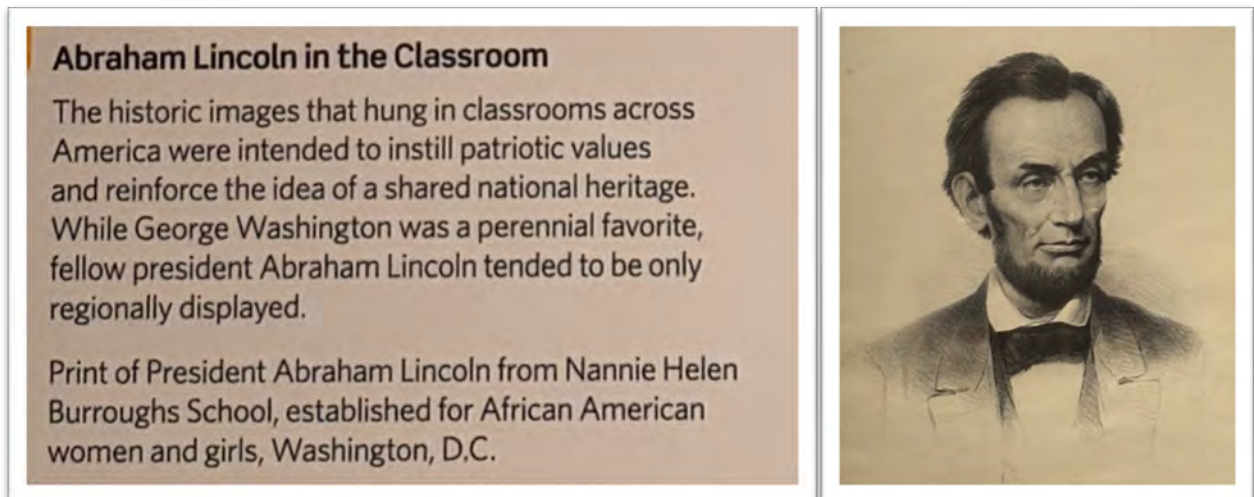 Abraham Lincoln in the Classroom
The historic images that hung in classrooms across
America were intended to instill patriotic values
and reinforce the idea of a shared national heritage.
While George Washington was a perennial favorite,
fellow president Abraham Lincoln tended to be only
regionally displayed.
Print of President Abraham Lincoln from Nannie Helen
Burroughs School, established for African American
women and girls, Washington, D.C.